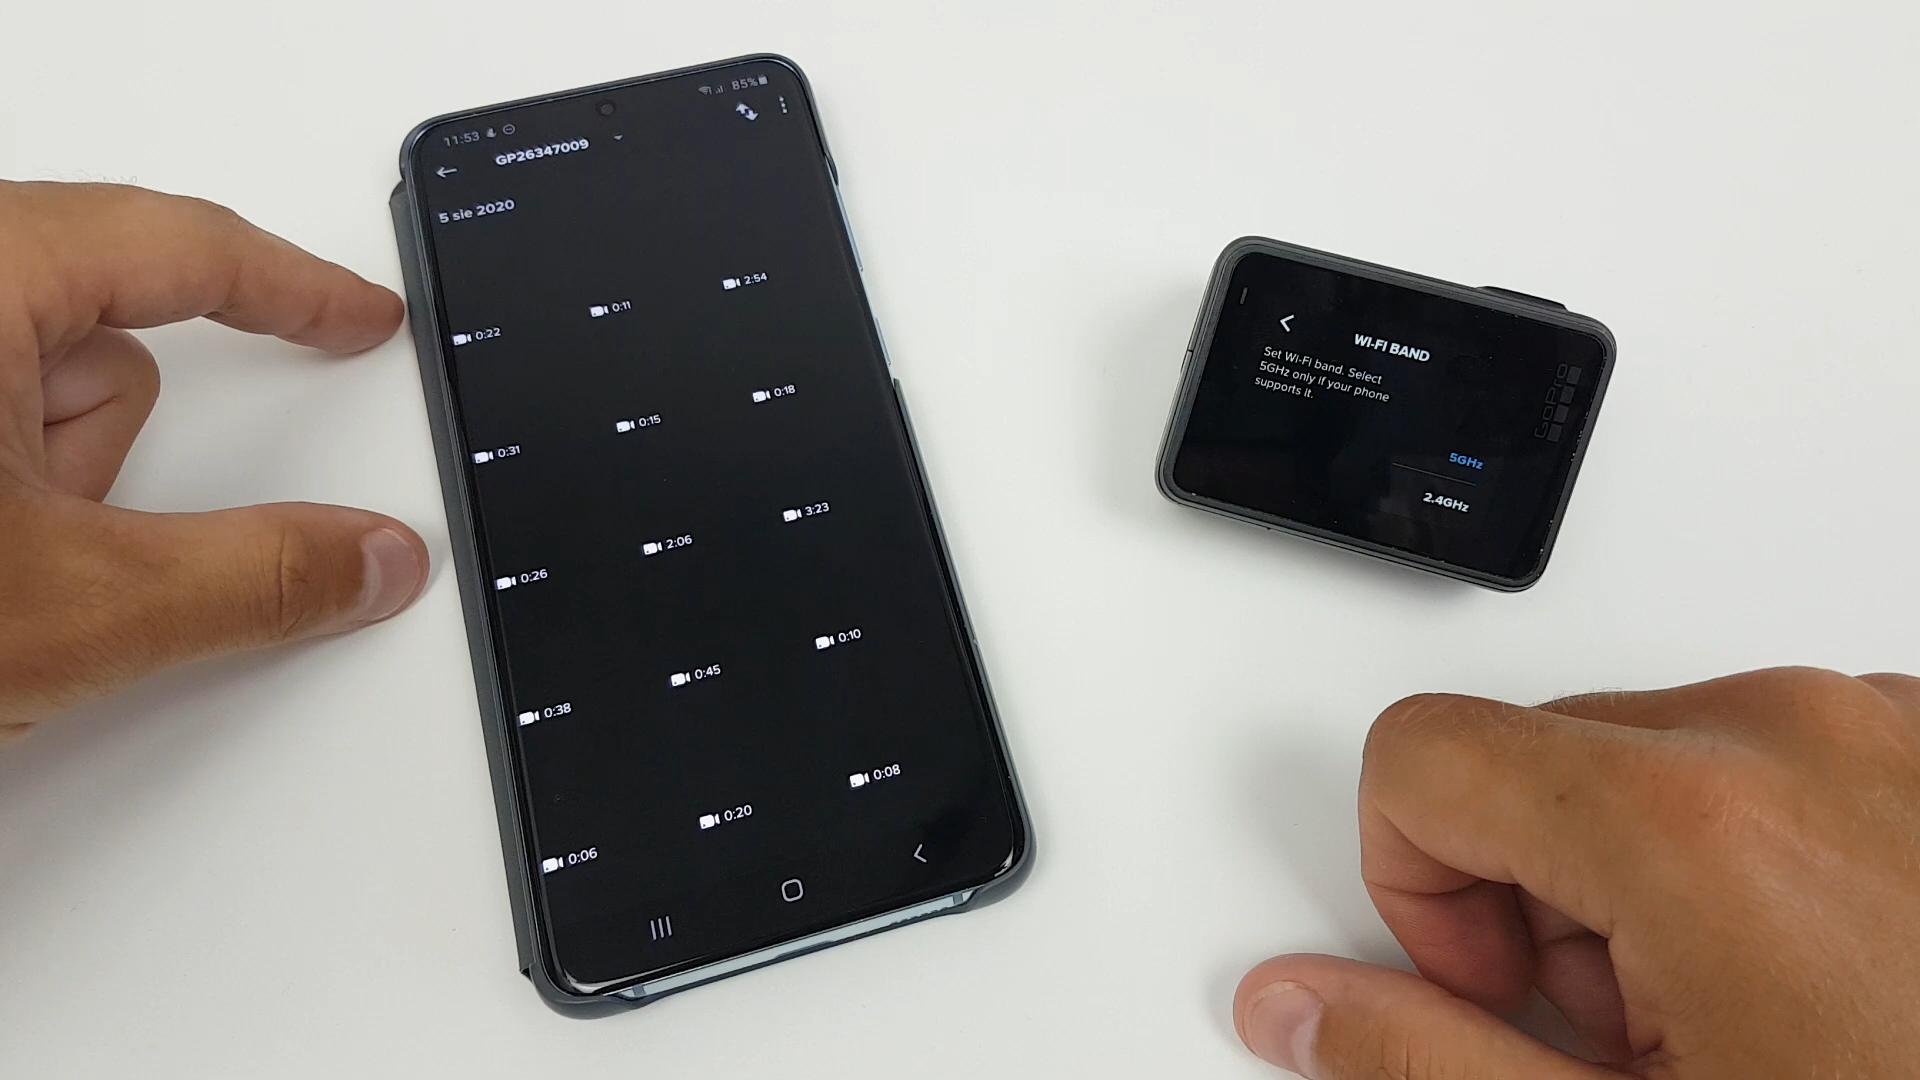 11:53
85%
GP26347009
5 sie 2020
0:22
0:11
2:54
0:31
0:15
0:18
0:26
2:06
3:23
0:38
0:45
0:10
0:06
0:20
0:08
WI-FI BAND
Set Wi-Fi band. Select
5GHz only if your phone
supports it.
5GHz
2.4GHz
GoPro